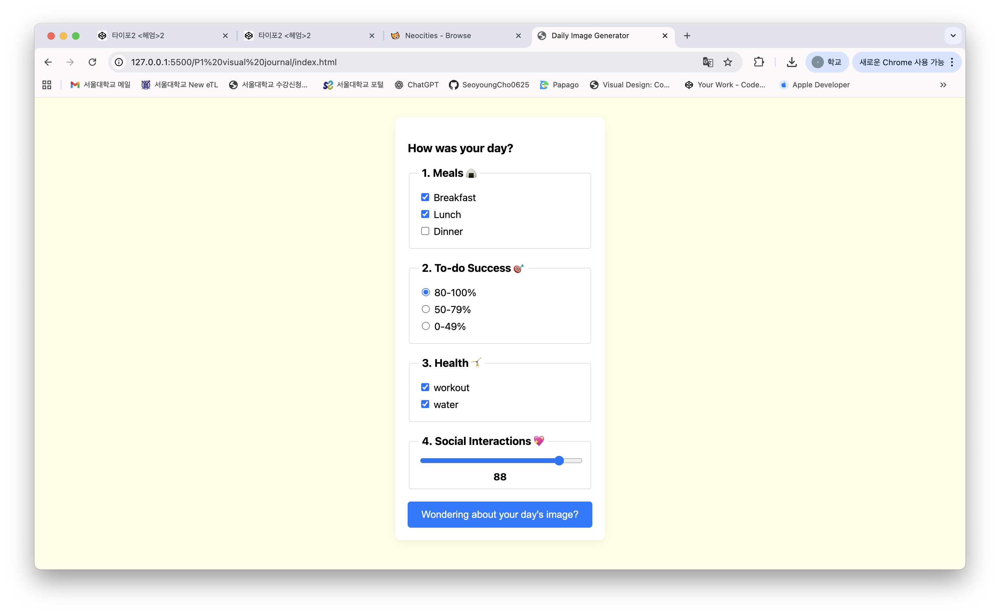 타이포2 <헤엄>2
타이포2 <헤엄>2
Neocities - Browse
Daily Image Generator
127.0.0.1:5500/P1%20visual%20journal/index.html
학교
새로운 Chrome 사용 가능
서울대학교 메일
서울대학교 New eTL
서울대학교 수강신청...
서울대학교 포털
ChatGPT
SeoyoungCho0625
Papago
Visual Design: Co...
Your Work - Code...
Apple Developer
How was your day?
1. Meals 🍙
Breakfast
Lunch
Dinner
2. To-do Success 🎯
80-100%
50-79%
0-49%
3. Health 🤸
workout
water
4. Social Interactions 💖
88
Wondering about your day's image?